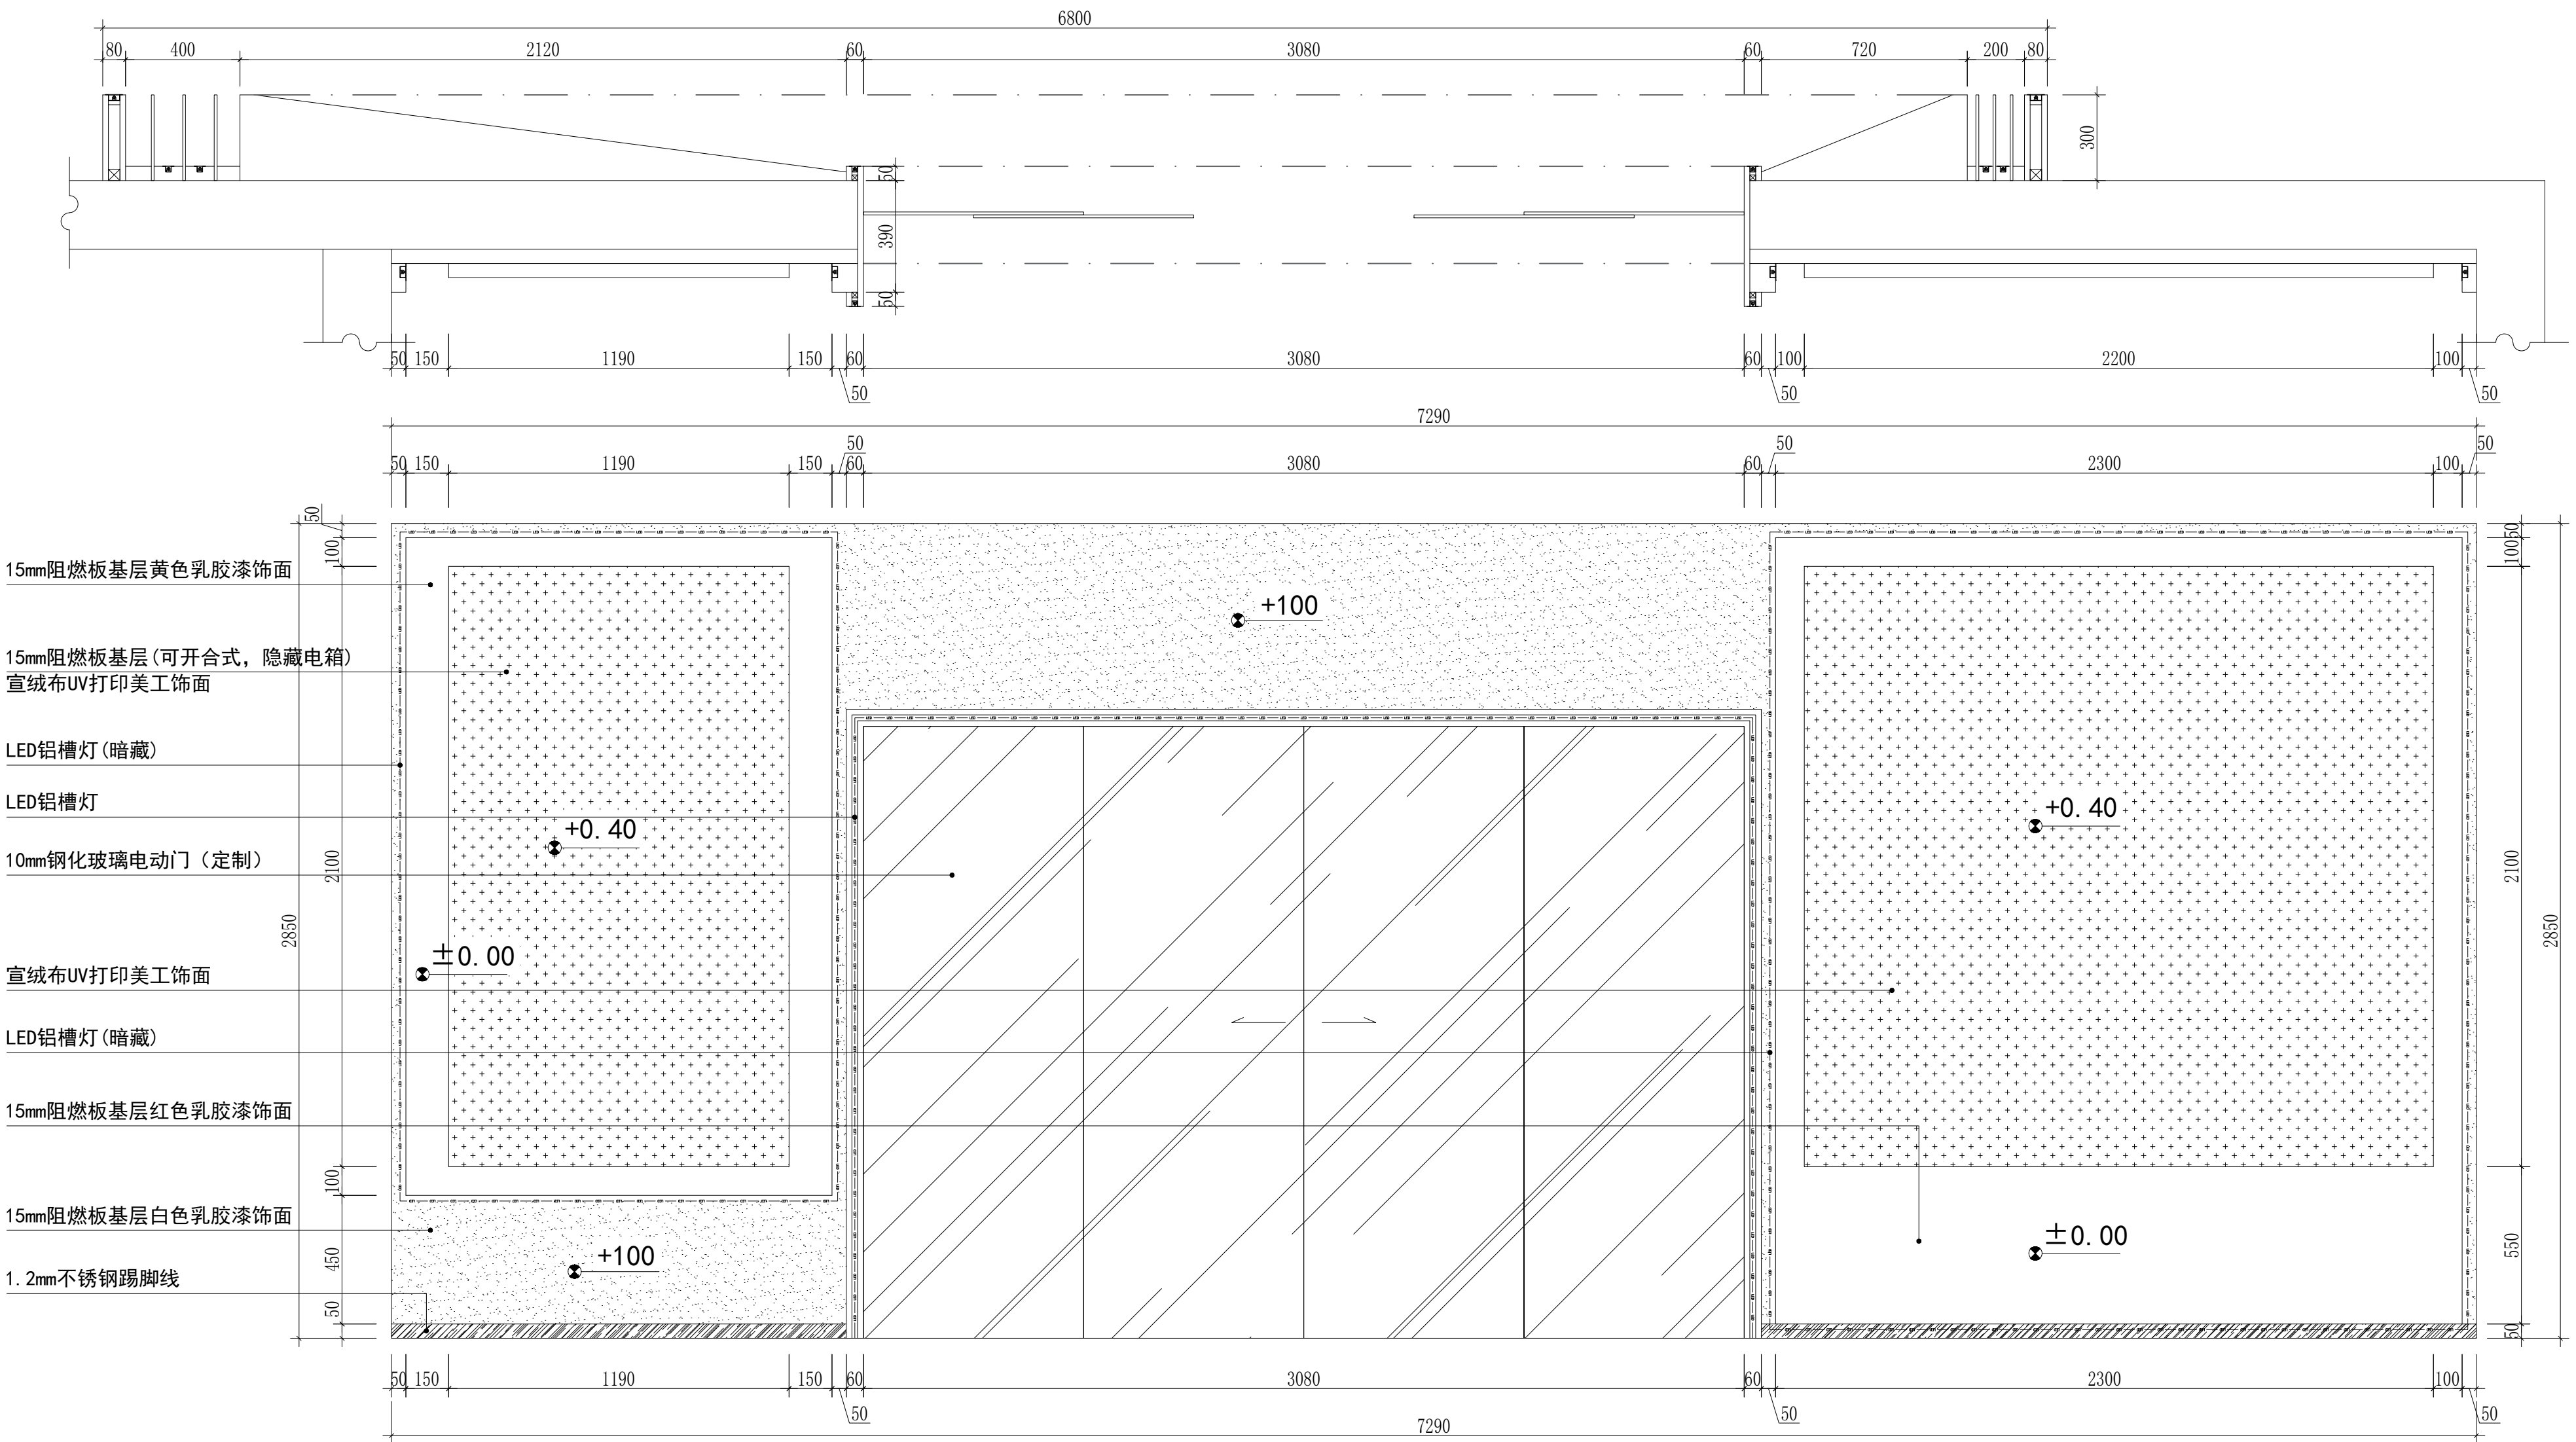 6800
80 400 2120 60 3080 60 720 200 80
300
50
390
50
50 150 1190 150 60 3080 60 100 2200 100
50 50 50
7290
50 50 50
50 150 1190 150 60 3080 60 2300 100
50
100
2100
100
450
50
2850
15mm阻燃板基层黄色乳胶漆饰面
15mm阻燃板基层(可开合式，隐藏电箱)
宣绒布UV打印美工饰面
LED铝槽灯(暗藏)
LED铝槽灯
10mm钢化玻璃电动门（定制）
宣绒布UV打印美工饰面
LED铝槽灯(暗藏)
15mm阻燃板基层红色乳胶漆饰面
15mm阻燃板基层白色乳胶漆饰面
1.2mm不锈钢踢脚线
+100
+0.40
+0.40
±0.00
±0.00
+100
50
100
2100
550
50
2850
50 150 1190 150 60 3080 60 2300 100
50 50 50
7290